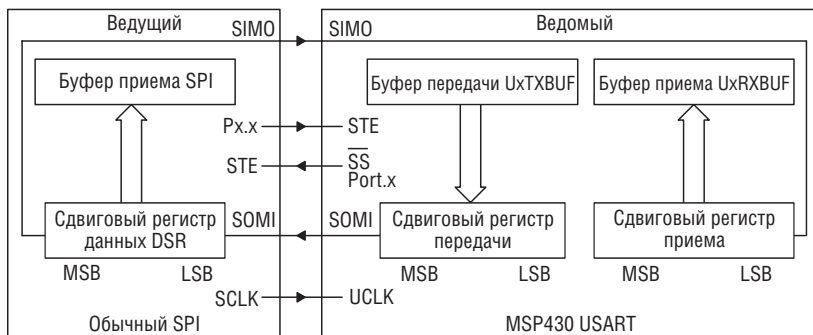 Ведущий
SIMO
SIMO
Ведомый
Буфер приема SPI
Буфер передачи UxTXBUF
Буфер приема UxRXBUF
Px.x
STE
STE
SS
Port.x
Сдвиговый регистр
данных DSR
SOMI
SOMI
Сдвиговый регистр
передачи
Сдвиговый регистр
приема
MSB
LSB
MSB
LSB
MSB
LSB
SCLK
UCLK
Обычный SPI
MSP430 USART